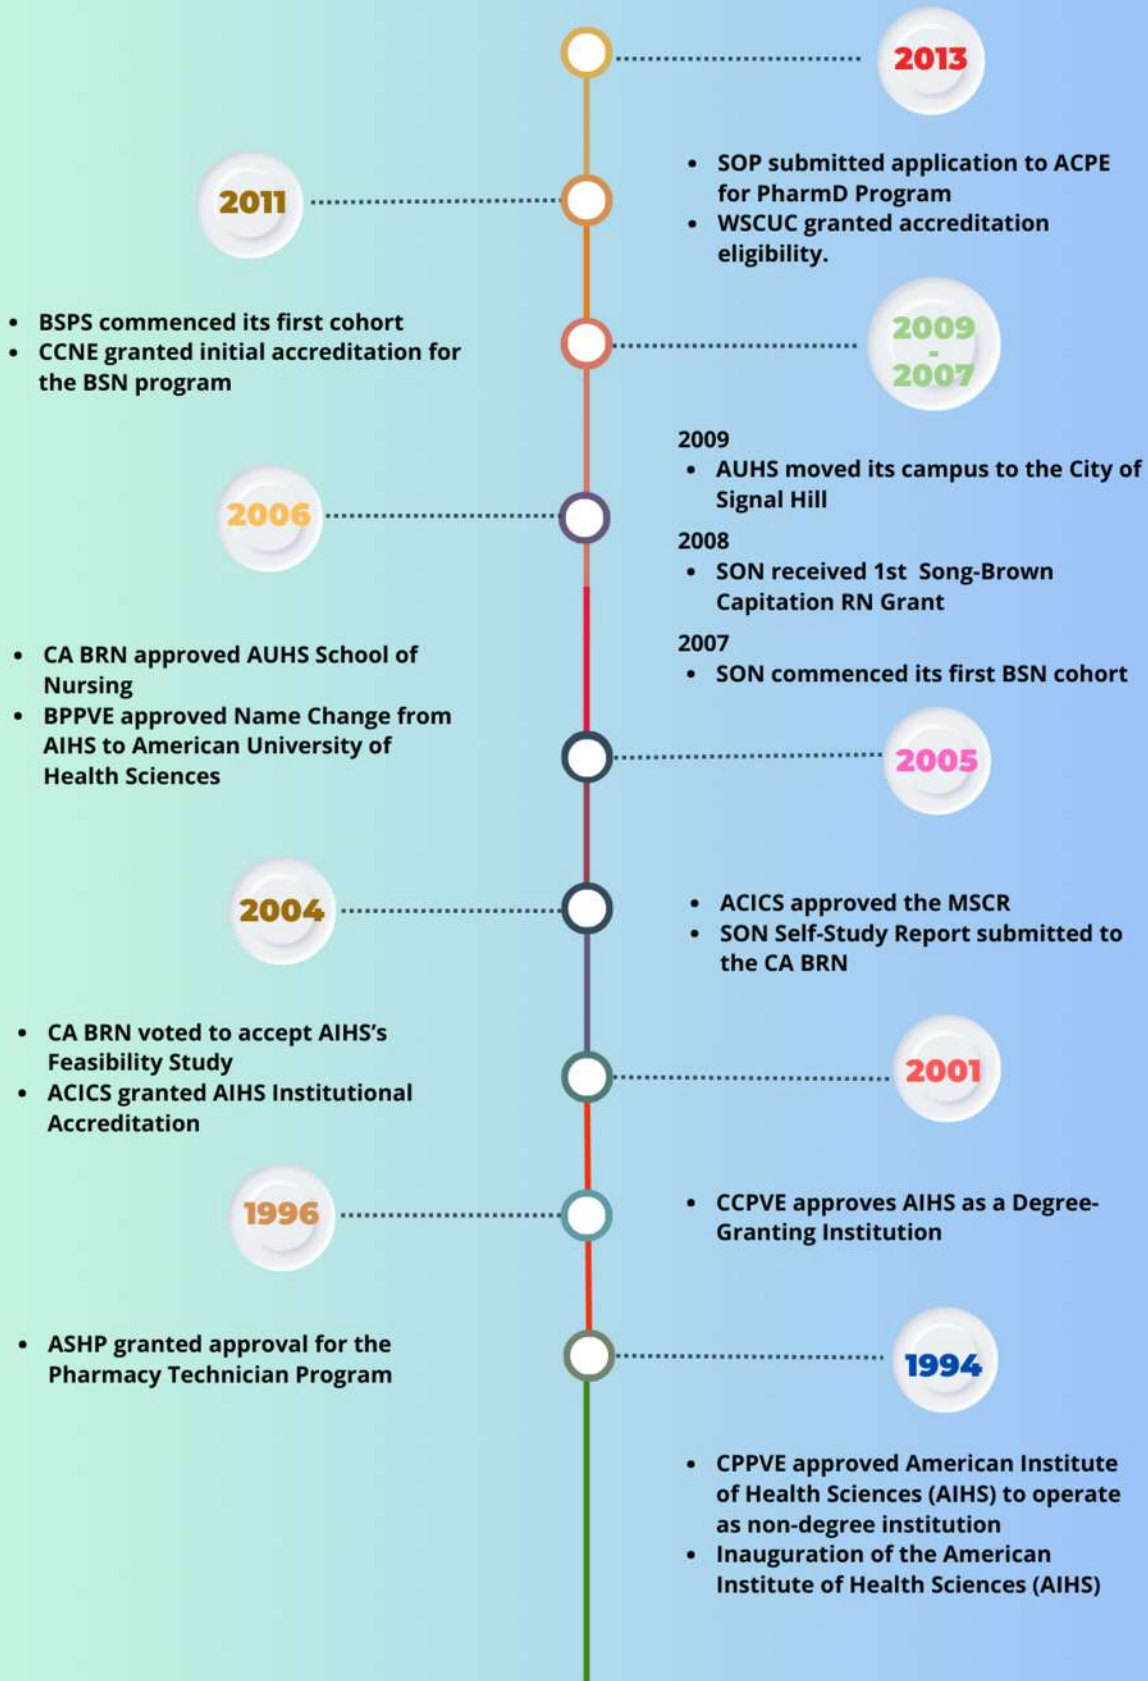 2013
• SOP submitted application to ACPE
for PharmD Program
• WSCUC granted accreditation
eligibility.
2011
• BSPS commenced its first cohort
• CCNE granted initial accreditation for
the BSN program
2009
-
2007
2009
• AUHS moved its campus to the City of
Signal Hill
2008
• SON received 1st Song-Brown
Capitation RN Grant
2007
• SON commenced its first BSN cohort
2006
• CA BRN approved AUHS School of
Nursing
• BPPVE approved Name Change from
AIHS to American University of
Health Sciences
2005
• ACICS approved the MSCR
• SON Self-Study Report submitted to
the CA BRN
2004
• CA BRN voted to accept AIHS’s
Feasibility Study
• ACICS granted AIHS Institutional
Accreditation
2001
• CCPVE approves AIHS as a Degree-
Granting Institution
1996
• ASHP granted approval for the
Pharmacy Technician Program
1994
• CPPVE approved American Institute
of Health Sciences (AIHS) to operate
as non-degree institution
• Inauguration of the American
Institute of Health Sciences (AIHS)